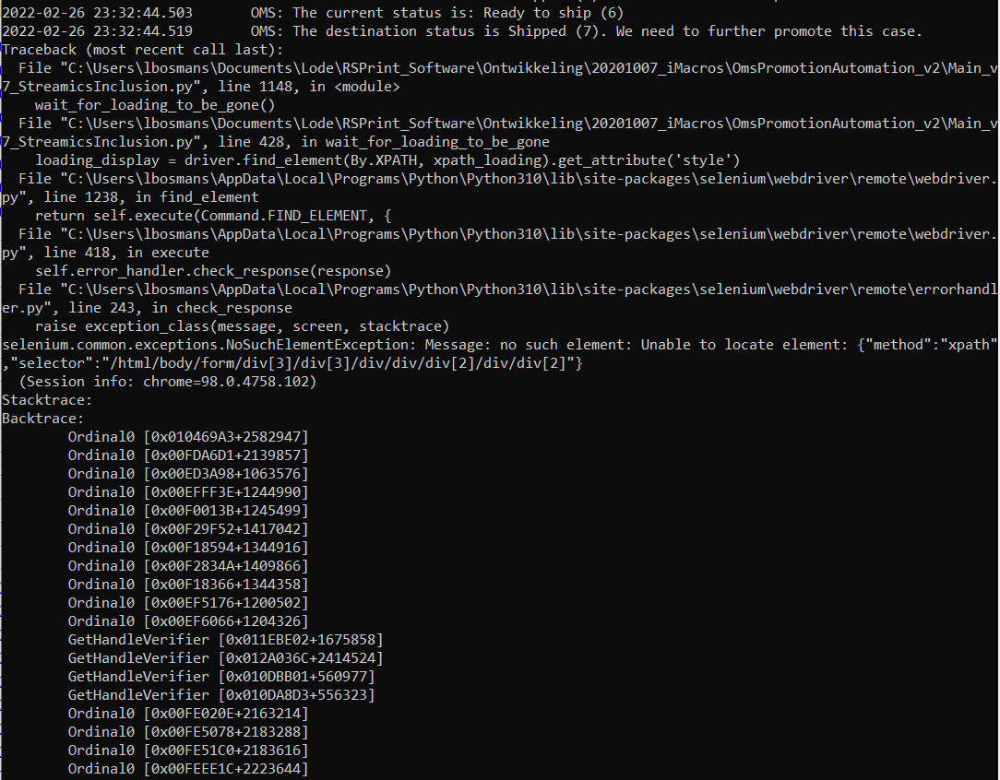 2022-02-26 23:32:44.503       OMS: The current status is: Ready to ship (6)
2022-02-26 23:32:44.519       OMS: The destination status is Shipped (7). We need to further promote this case.
Traceback (most recent call last):
  File "C:\Users\lbosmans\Documents\Lode\RSPrint_Software\Ontwikkeling\20201007_iMacros\OmsPromotionAutomation_v2\Main_v
7_StreamicsInclusion.py", line 1148, in <module>
    wait_for_loading_to_be_gone()
  File "C:\Users\lbosmans\Documents\Lode\RSPrint_Software\Ontwikkeling\20201007_iMacros\OmsPromotionAutomation_v2\Main_v
7_StreamicsInclusion.py", line 428, in wait_for_loading_to_be_gone
    loading_display = driver.find_element(By.XPATH, xpath_loading).get_attribute('style')
  File "C:\Users\lbosmans\AppData\Local\Programs\Python\Python310\lib\site-packages\selenium\webdriver\remote\webdriver.
py", line 1238, in find_element
    return self.execute(Command.FIND_ELEMENT, {
  File "C:\Users\lbosmans\AppData\Local\Programs\Python\Python310\lib\site-packages\selenium\webdriver\remote\webdriver.
py", line 418, in execute
    self.error_handler.check_response(response)
  File "C:\Users\lbosmans\AppData\Local\Programs\Python\Python310\lib\site-packages\selenium\webdriver\remote\errorhandl
er.py", line 243, in check_response
    raise exception_class(message, screen, stacktrace)
selenium.common.exceptions.NoSuchElementException: Message: no such element: Unable to locate element: {"method":"xpath"
,"selector":"/html/body/form/div[3]/div[3]/div/div/div[2]/div/div[2]"}
  (Session info: chrome=98.0.4758.102)
Stacktrace:
Backtrace:
        Ordinal0 [0x010469A3+2582947]
        Ordinal0 [0x00FDA6D1+2139857]
        Ordinal0 [0x00ED3A98+1063576]
        Ordinal0 [0x00EFFF3E+1244990]
        Ordinal0 [0x00F0013B+1245499]
        Ordinal0 [0x00F29F52+1417042]
        Ordinal0 [0x00F18594+1344916]
        Ordinal0 [0x00F2834A+1409866]
        Ordinal0 [0x00F18366+1344358]
        Ordinal0 [0x00EF5176+1200502]
        Ordinal0 [0x00EF6066+1204326]
        GetHandleVerifier [0x011EBE02+1675858]
        GetHandleVerifier [0x012A036C+2414524]
        GetHandleVerifier [0x010DBB01+560977]
        GetHandleVerifier [0x010DA8D3+556323]
        Ordinal0 [0x00FE020E+2163214]
        Ordinal0 [0x00FE5078+2183288]
        Ordinal0 [0x00FE51C0+2183616]
        Ordinal0 [0x00FEEE1C+2223644]